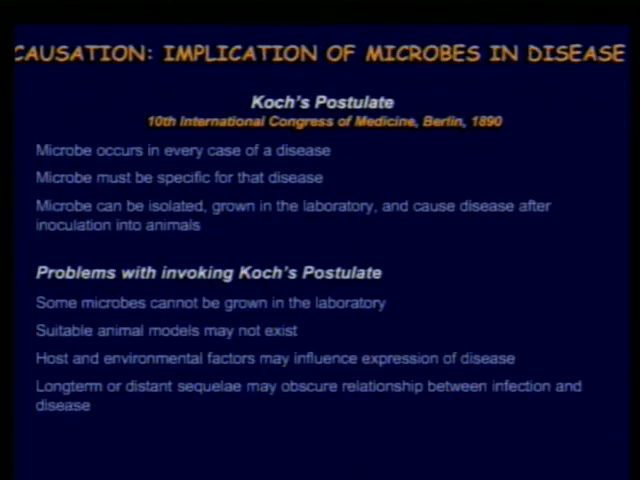 CAUSATION: IMPLICATION OF MICROBES IN DISEASE
Koch's Postulate
10th International Congress of Medicine, Berlin, 1890
Microbe occurs in every case of a disease
Microbe must be specific for that disease
Microbe can be isolated, grown in the laboratory, and cause disease after
inoculation into animals
Problems with invoking Koch's Postulate
Some microbes cannot be grown in the laboratory
Suitable animal models may not exist
Host and environmental factors may influence expression of disease
Longterm or distant sequelae may obscure relationship between infection and
disease